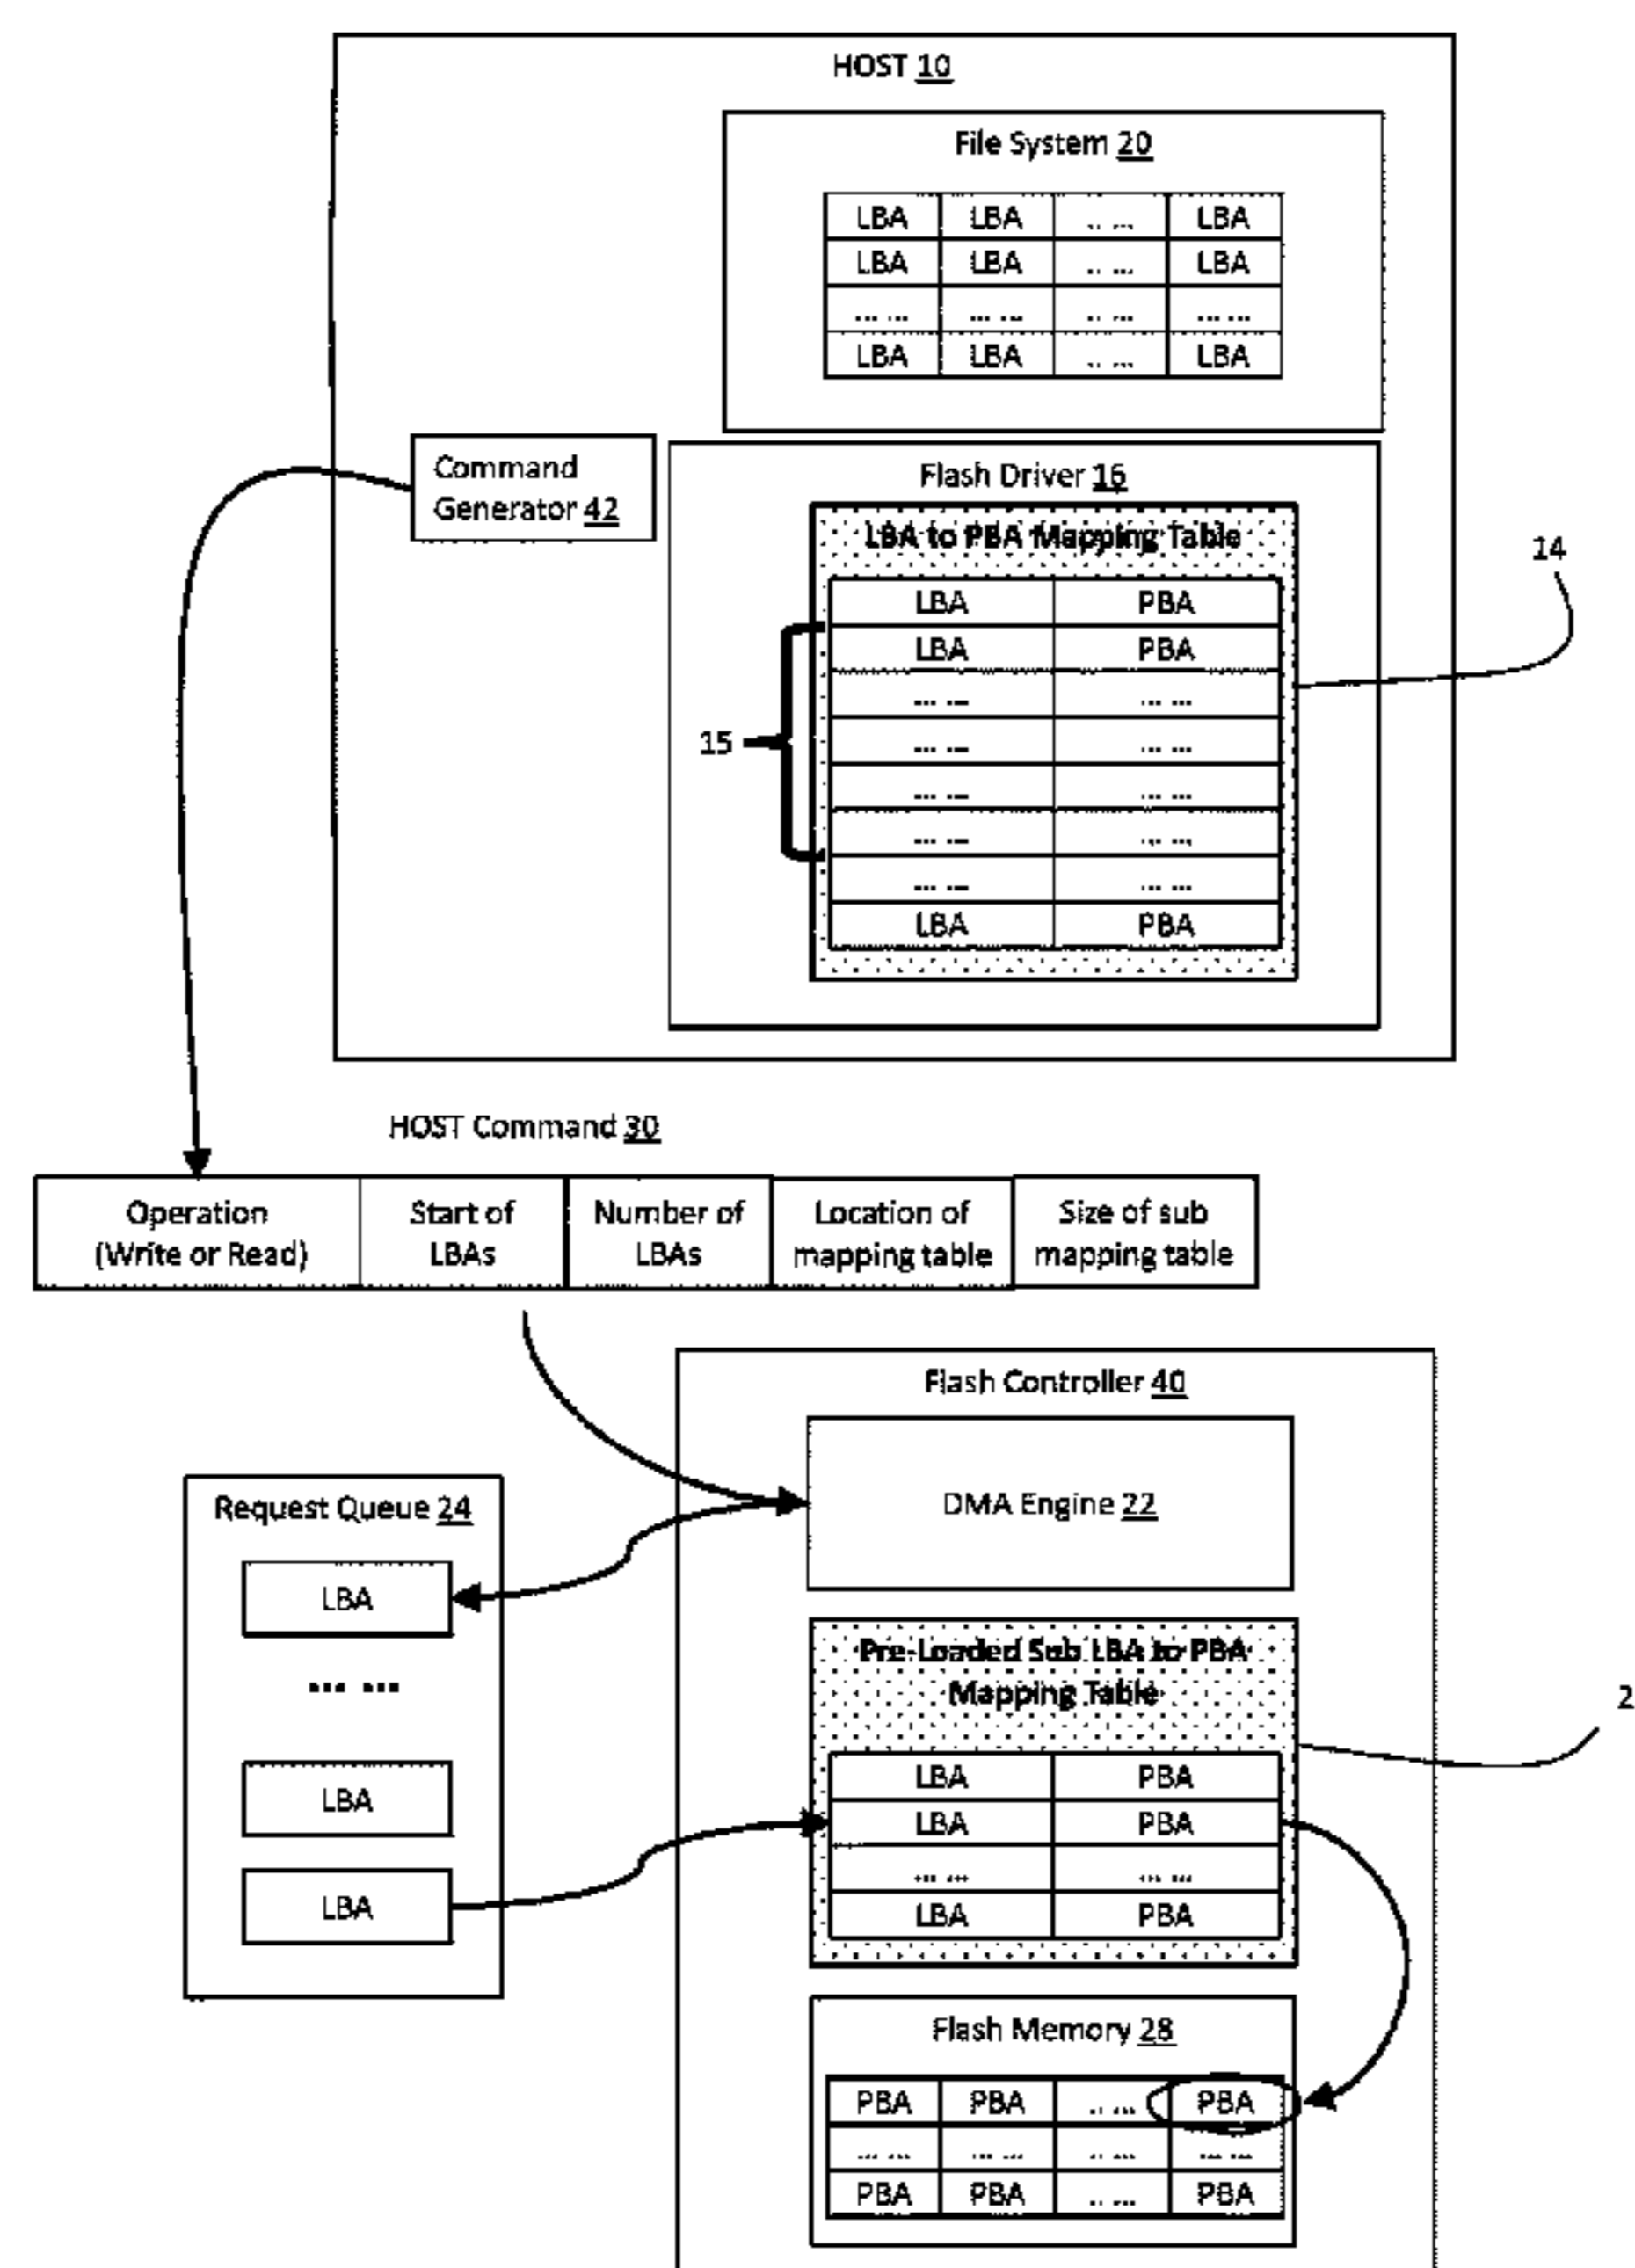 HOST 10
File System 20
LBA LBA .. ... LBA
LBA LBA .. ... LBA
... ... ... ... .. ... ... ...
LBA LBA .. ... LBA
Command
Generator 42
Flash Driver 16
LBA to PBA Mapping Table
14
LBA PBA
LBA PBA
... ... ... ...
15
... ... ... ...
... ... ... ...
... ... ... ...
... ... ... ...
LBA PBA
HOST Command 30
Operation
(Write or Read)
Start of
LBAs
Number of
LBAs
Location of
mapping table
Size of sub
mapping table
Flash Controller 40
DMA Engine 22
Request Queue 24
LBA
... ...
LBA
LBA
Pre-Loaded Sub LBA to PBA
Mapping Table
2
LBA PBA
LBA PBA
... ... ... ...
LBA PBA
Flash Memory 28
PBA PBA .. ... PBA
... ... ... ... .. ... ... ...
PBA PBA .. ... PBA